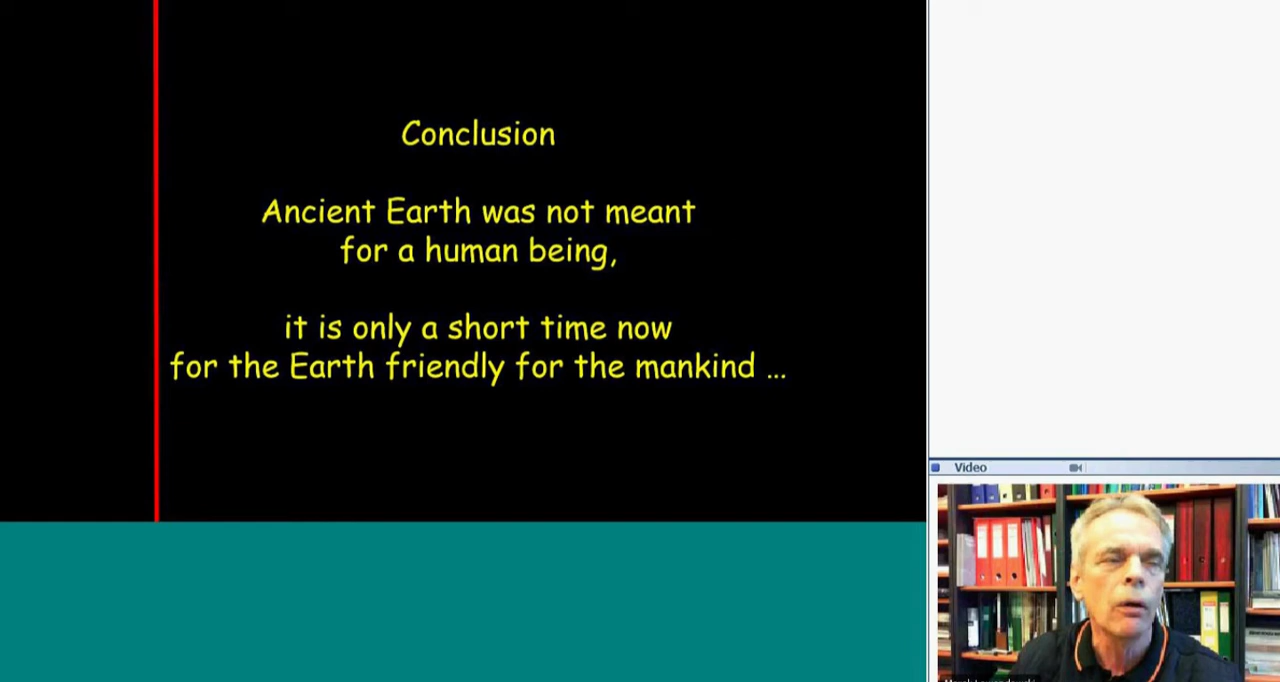 Conclusion
Ancient Earth was not meant
for a human being,
it is only a short time now
for the Earth friendly for the mankind ...
Video